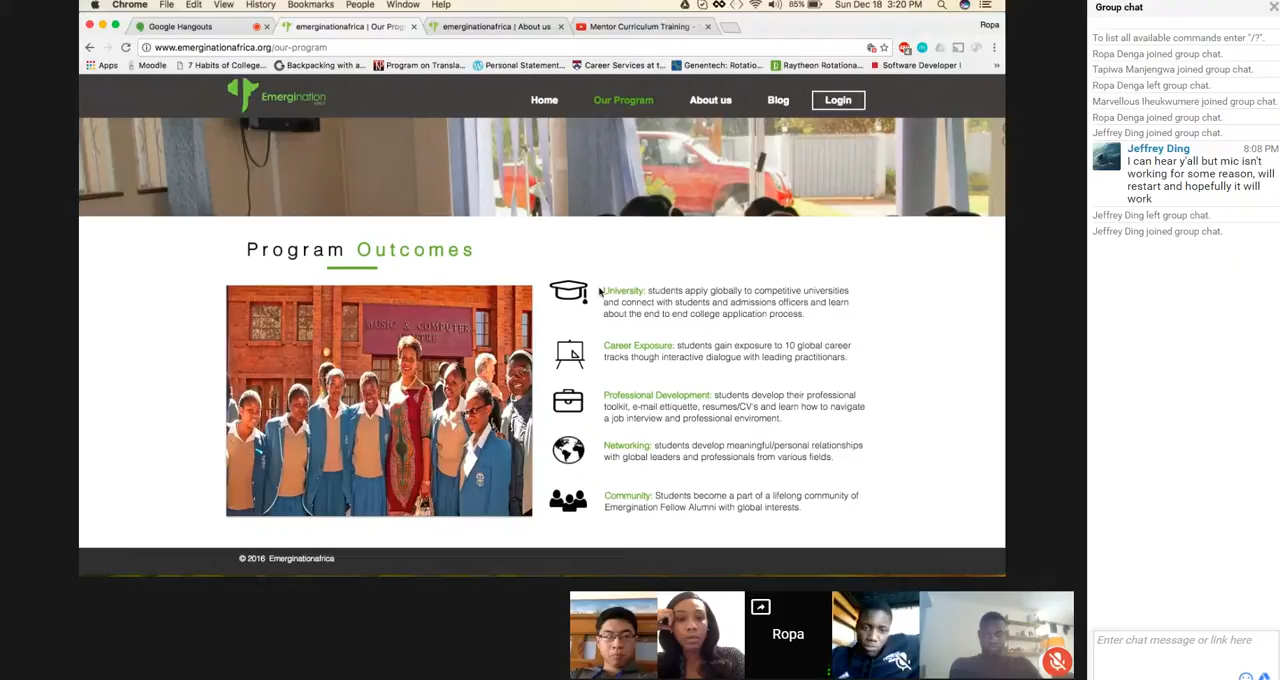 Chrome File Edit View History Bookmarks People Window Help
85% Sun Dec 18 3:20 PM
Google Hangouts
emerginationafrica | Our Prog
emerginationafrica | About us
Mentor Curriculum Training -
Ropa
www.emerginationafrica.org/our-program
Apps Moodle 7 Habits of College... Backpacking with a... Program on Transla... Personal Statement... Career Services at t... Genentech: Rotatio... Raytheon Rotationa... Software Developer I »
Emergination
Home Our Program About us Blog Login
Program Outcomes
MUSIC & COMPUTER
CENTRE
University: students apply globally to competitive universities
and connect with students and admissions officers and learn
about the end to end college application process.
Career Exposure: students gain exposure to 10 global career
tracks though interactive dialogue with leading practitionars.
Professional Development: students develop their professional
toolkit, e-mail ettiquette, resumes/CV's and learn how to navigate
a job interview and professional enviroment.
Networking: students develop meaningful/personal relationships
with global leaders and professionals from various fields.
Community: Students become a part of a lifelong community of
Emergination Fellow Alumni with global interests.
© 2016 Emerginationafrica
Ropa
Group chat
To list all available commands enter "/?".
Ropa Denga joined group chat.
Tapiwa Manjengwa joined group chat.
Ropa Denga left group chat.
Marvellous Iheukwumere joined group chat.
Ropa Denga joined group chat.
Jeffrey Ding joined group chat.
Jeffrey Ding 8:08 PM
I can hear y'all but mic isn't
working for some reason, will
restart and hopefully it will
work
Jeffrey Ding left group chat.
Jeffrey Ding joined group chat.
Enter chat message or link here